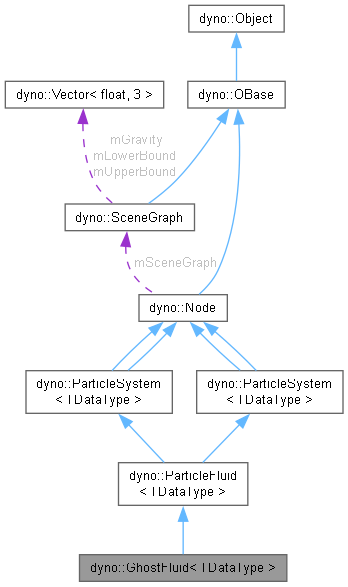 dyno::Object
dyno::Vector< float, 3 >
dyno::OBase
mGravity
mLowerBound
mUpperBound
dyno::SceneGraph
mSceneGraph
dyno::Node
dyno::ParticleSystem
< TDataType >
dyno::ParticleSystem
< TDataType >
dyno::ParticleFluid
< TDataType >
dyno::GhostFluid< TDataType >